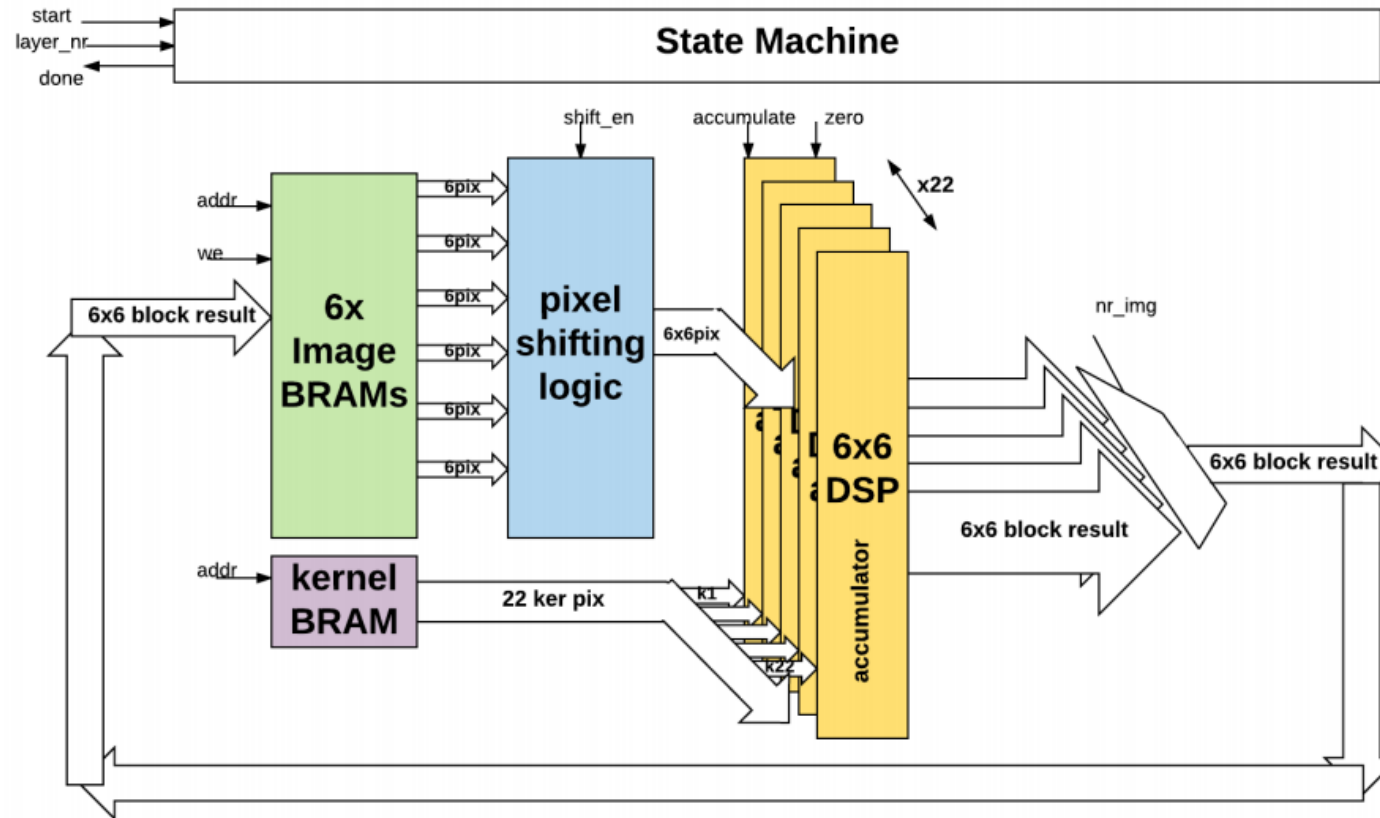 start
layer_nr
done
State Machine
shift_en
accumulate
zero
x22
addr
we
6x6 block result
6x
Image
BRAMs
6pix
6pix
6pix
6pix
6pix
6pix
pixel
shifting
logic
6x6pix
6x6
DSP
accumulator
nr_img
6x6 block result
6x6 block result
addr
kernel
BRAM
22 ker pix
k1
k22